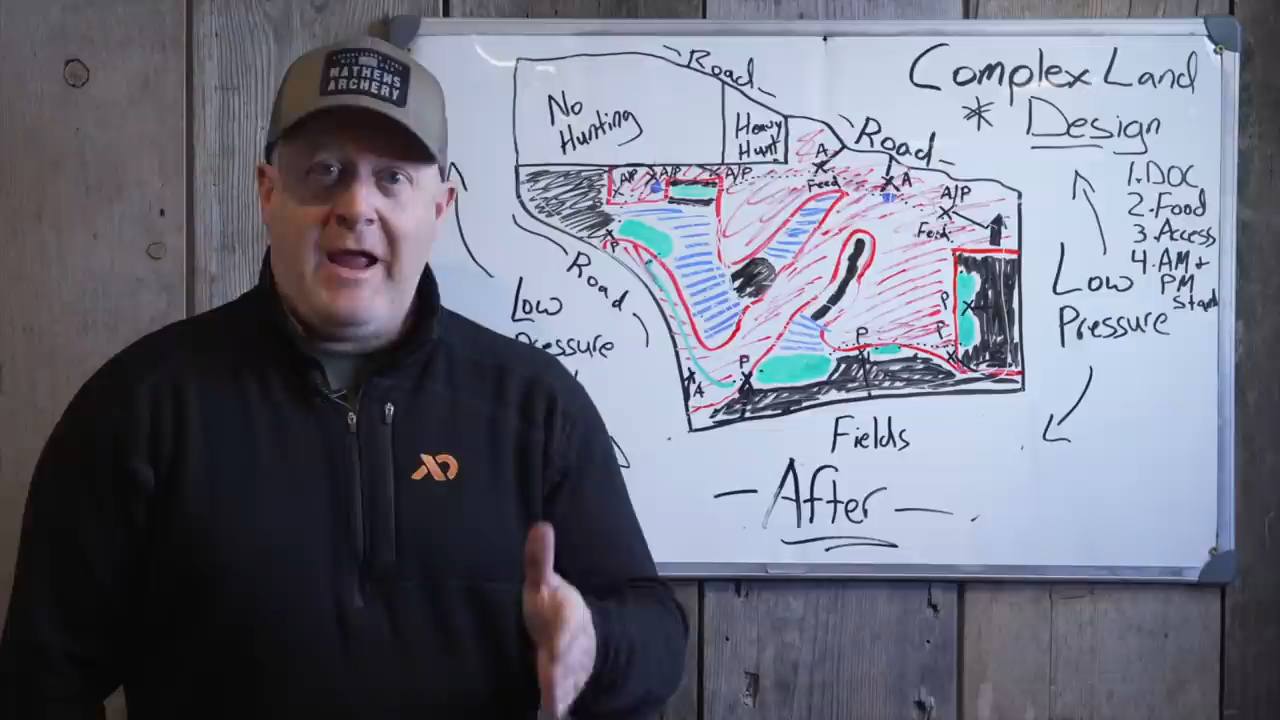 MATHEWS
ARCHERY
Complex Land
* Design
1. DOC
2. Food
3. Access
4. AM +
PM
Low
Pressure
Road
Road
No
Hunting
Heavy
Hunt
A
Feed
A/P
A/P
A/P
A
A/P
Feed
P
Road
Low
Pressure
P
P
P
P
A
Fields
- After -